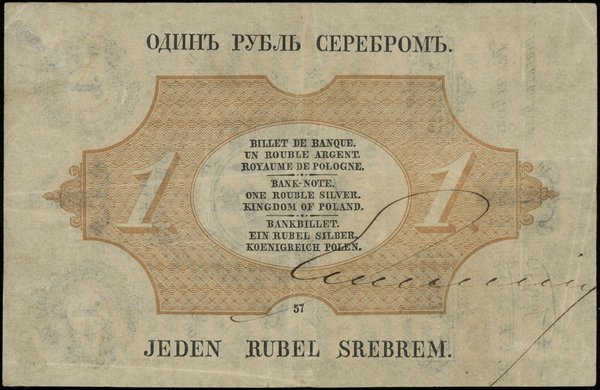 ОДИНЪ РУБЛЬ СЕРЕБРОМЪ.
BILLET DE BANQUE.
UN ROUBLE ARGENT.
ROYAUME DE POLOGNE.
BANK-NOTE.
ONE ROUBLE SILVER.
KINGDOM OF POLAND.
BANKBILLET.
EIN RUBEL SILBER.
KOENIGREICH POLEN.
1. 1.
57
JEDEN RUBEL SREBREM.